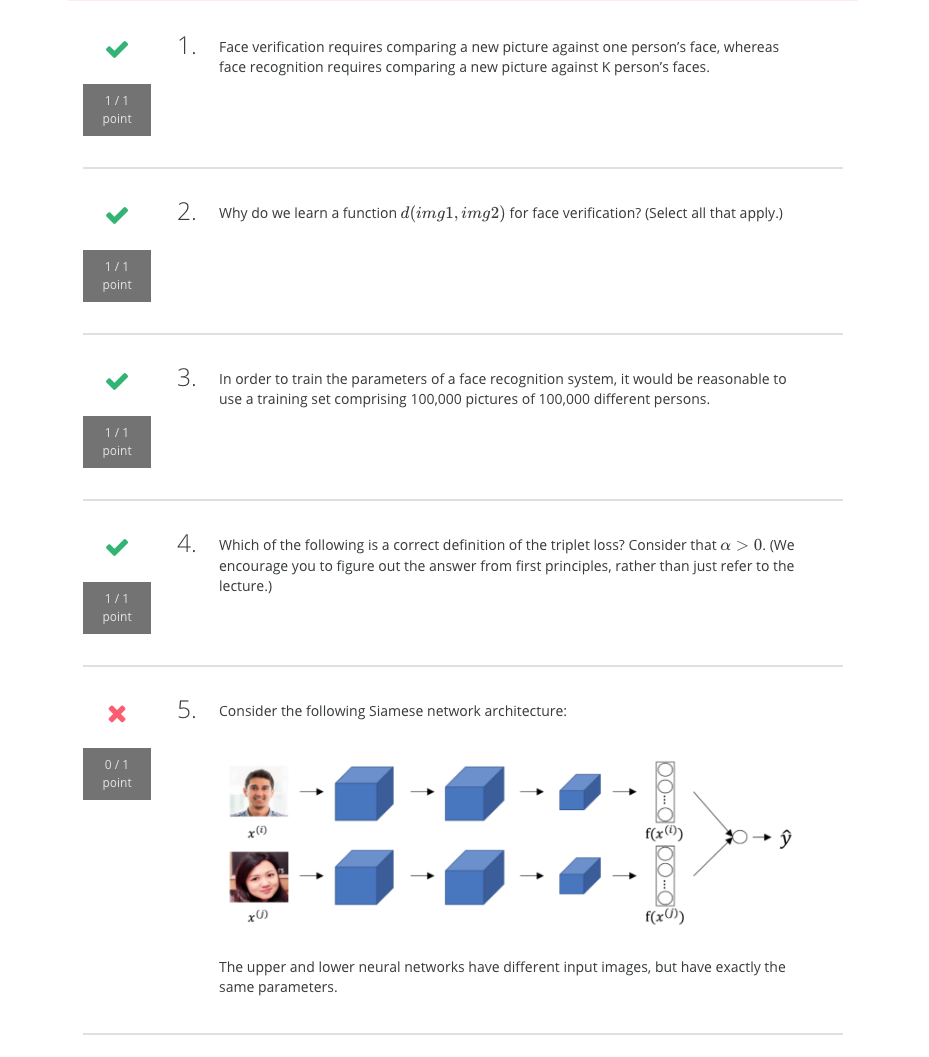 1. Face verification requires comparing a new picture against one person’s face, whereas
face recognition requires comparing a new picture against K person’s faces.
1 / 1
point
2. Why do we learn a function d(img1, img2) for face verification? (Select all that apply.)
1 / 1
point
3. In order to train the parameters of a face recognition system, it would be reasonable to
use a training set comprising 100,000 pictures of 100,000 different persons.
1 / 1
point
4. Which of the following is a correct definition of the triplet loss? Consider that α > 0. (We
encourage you to figure out the answer from first principles, rather than just refer to the
lecture.)
1 / 1
point
5. Consider the following Siamese network architecture:
0 / 1
point
x⁽ⁱ⁾
f(x⁽ⁱ⁾)
ŷ
x⁽ʲ⁾
f(x⁽ʲ⁾)
The upper and lower neural networks have different input images, but have exactly the
same parameters.